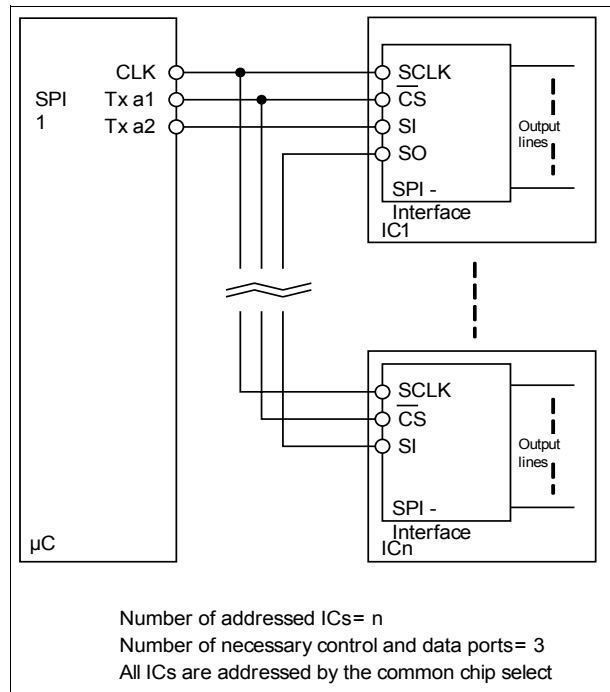 SPI
1
CLK
Tx a1
Tx a2
µC
SCLK
CS
SI
SO
SPI -
Interface
IC1
Output
lines
SCLK
CS
SI
SPI -
Interface
ICn
Output
lines
Number of addressed ICs= n
Number of necessary control and data ports= 3
All ICs are addressed by the common chip select